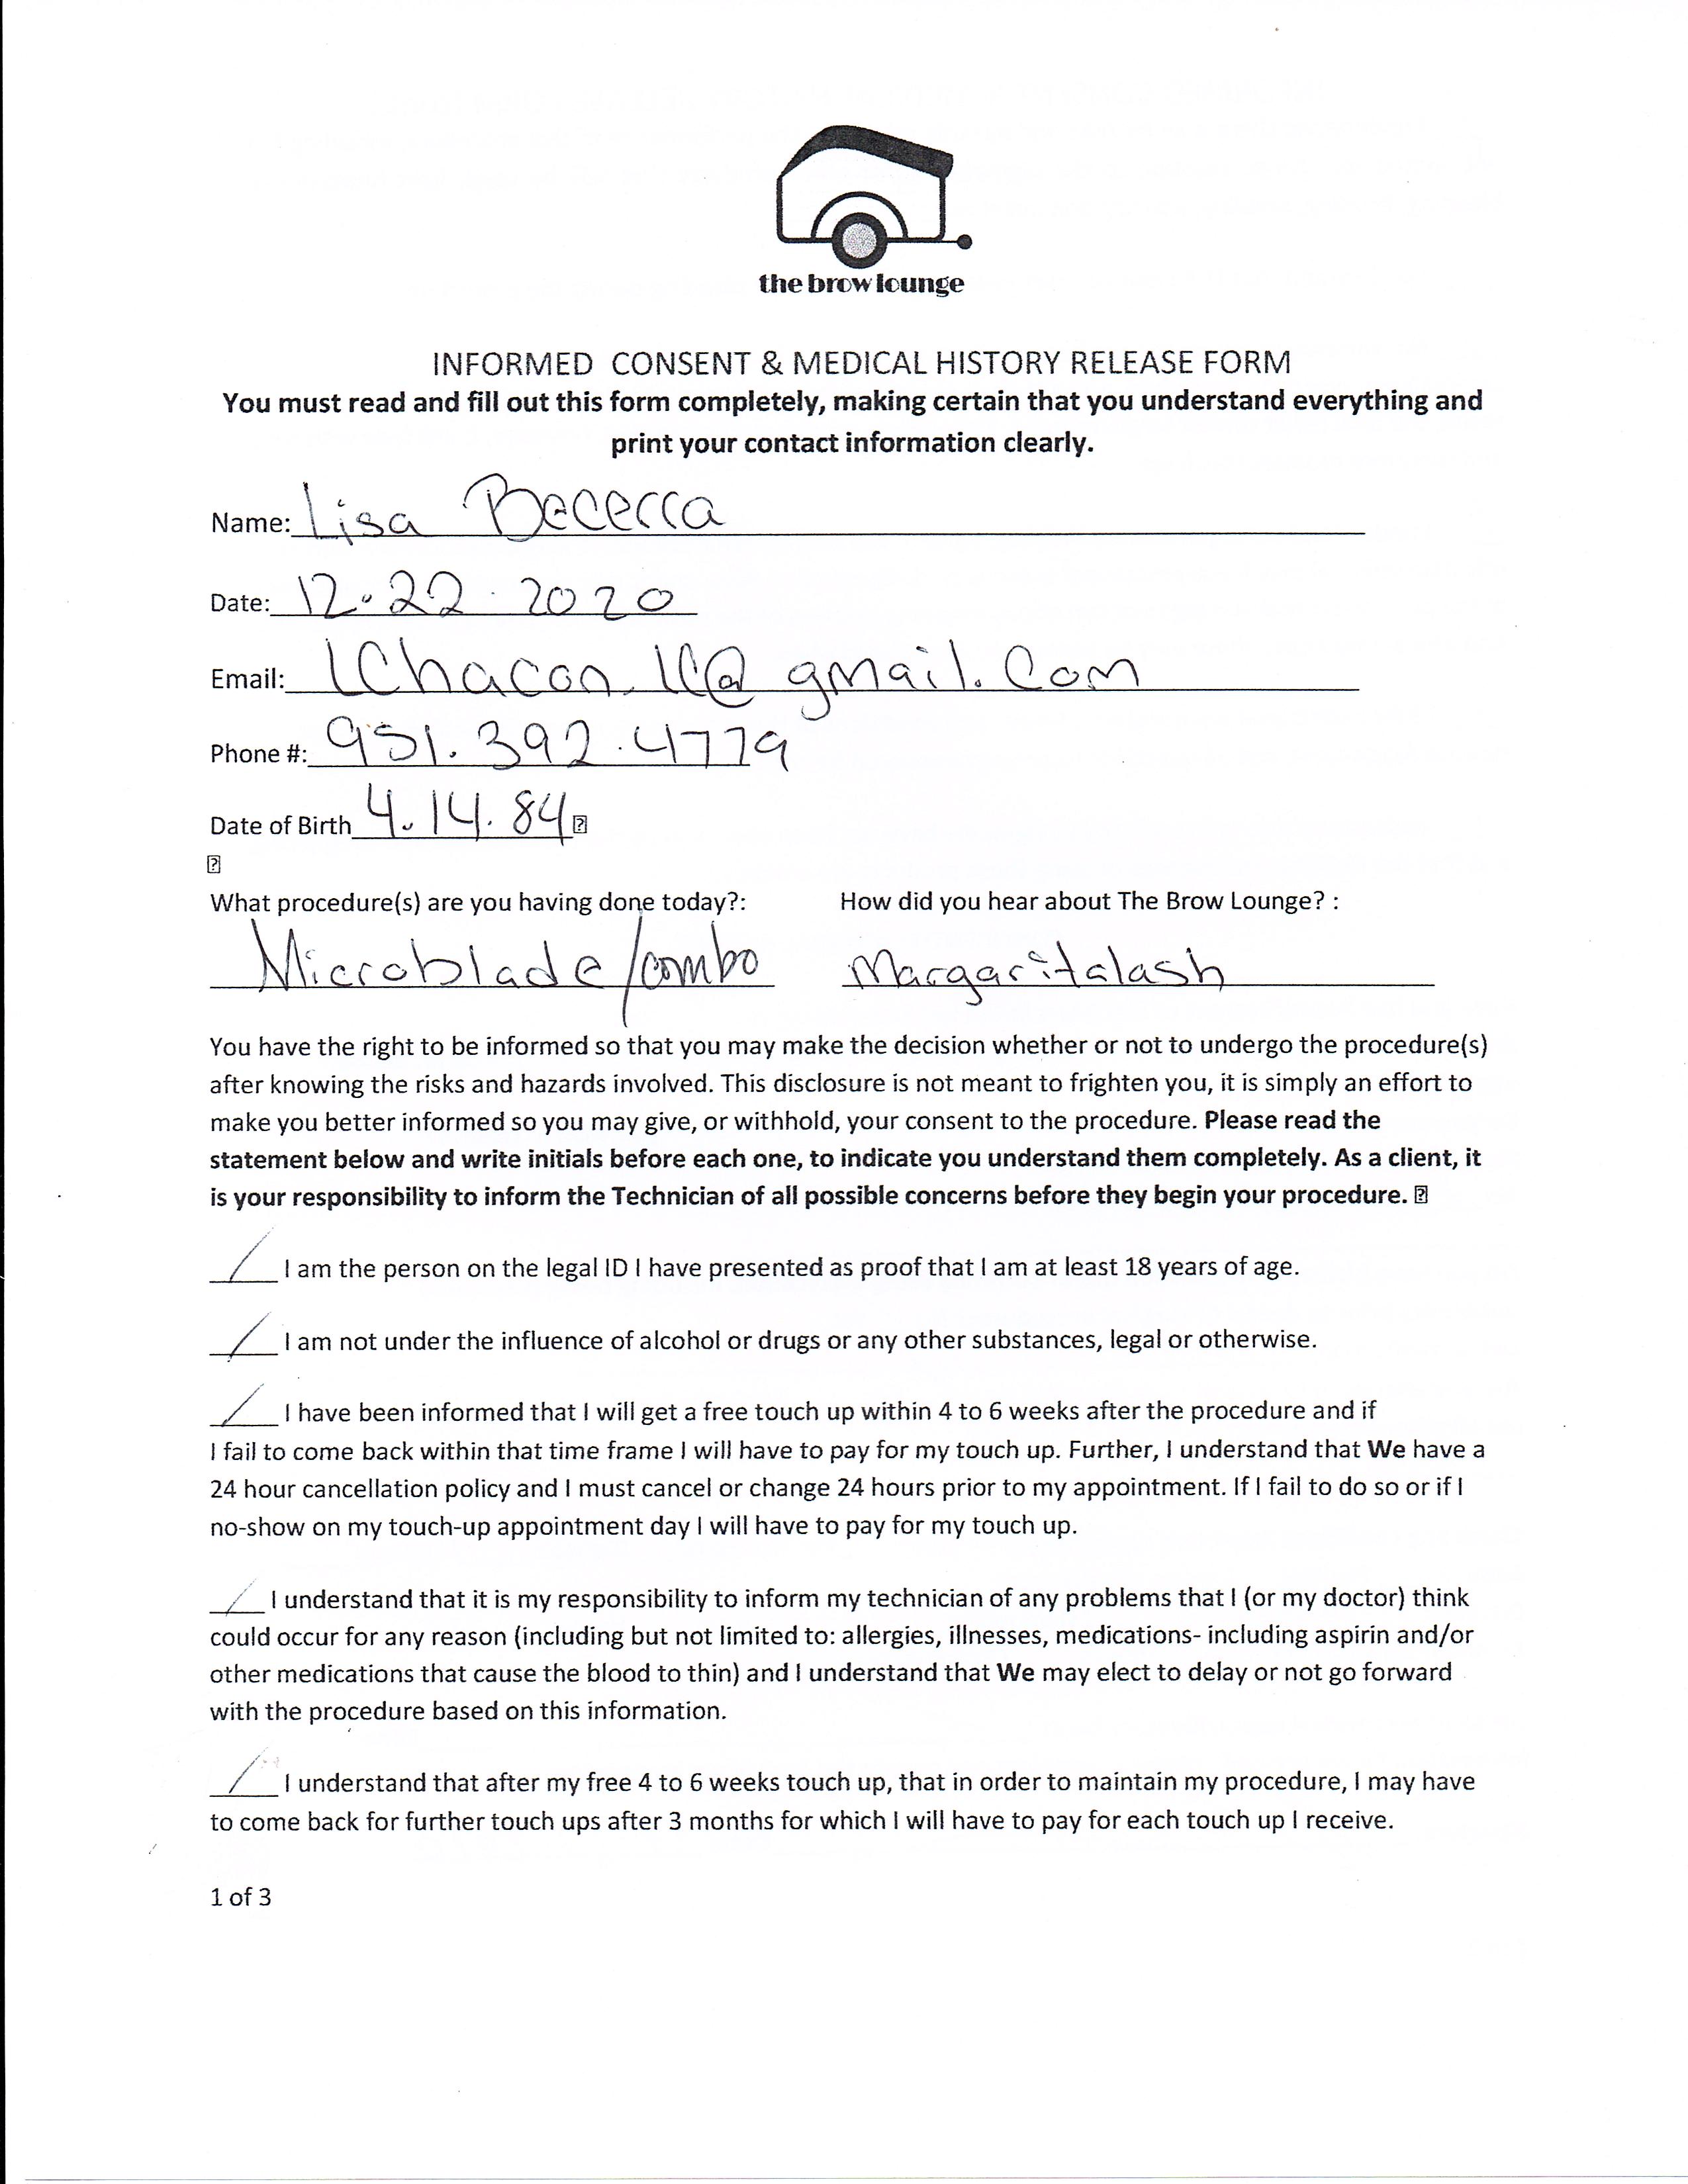 the brow lounge
INFORMED CONSENT & MEDICAL HISTORY RELEASE FORM
You must read and fill out this form completely, making certain that you understand everything and
print your contact information clearly.
Name: Lisa Becerra
Date: 12.22.2020
Email: lChacon.lc@gmail.com
Phone #: 951.392.4779
Date of Birth 4.14.84
What procedure(s) are you having done today?: How did you hear about The Brow Lounge? :
Microblade/combo Margaritalash
You have the right to be informed so that you may make the decision whether or not to undergo the procedure(s)
after knowing the risks and hazards involved. This disclosure is not meant to frighten you, it is simply an effort to
make you better informed so you may give, or withhold, your consent to the procedure. Please read the
statement below and write initials before each one, to indicate you understand them completely. As a client, it
is your responsibility to inform the Technician of all possible concerns before they begin your procedure.
I am the person on the legal ID I have presented as proof that I am at least 18 years of age.
I am not under the influence of alcohol or drugs or any other substances, legal or otherwise.
I have been informed that I will get a free touch up within 4 to 6 weeks after the procedure and if
I fail to come back within that time frame I will have to pay for my touch up. Further, I understand that We have a
24 hour cancellation policy and I must cancel or change 24 hours prior to my appointment. If I fail to do so or if I
no-show on my touch-up appointment day I will have to pay for my touch up.
I understand that it is my responsibility to inform my technician of any problems that I (or my doctor) think
could occur for any reason (including but not limited to: allergies, illnesses, medications- including aspirin and/or
other medications that cause the blood to thin) and I understand that We may elect to delay or not go forward
with the procedure based on this information.
I understand that after my free 4 to 6 weeks touch up, that in order to maintain my procedure, I may have
to come back for further touch ups after 3 months for which I will have to pay for each touch up I receive.
1 of 3